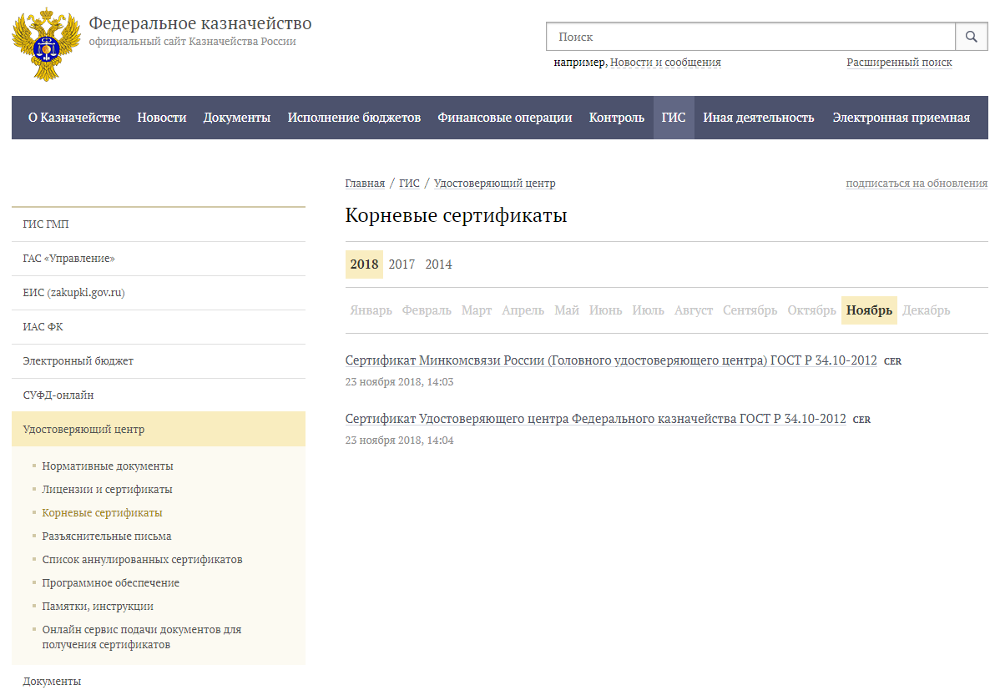 Федеральное казначейство
официальный сайт Казначейства России
Поиск
например, Новости и сообщения
Расширенный поиск
О Казначействе Новости Документы Исполнение бюджетов Финансовые операции Контроль ГИС Иная деятельность Электронная приемная
ГИС ГМП
ГАС «Управление»
ЕИС (zakupki.gov.ru)
ИАС ФК
Электронный бюджет
СУФД-онлайн
Удостоверяющий центр
Нормативные документы
Лицензии и сертификаты
Корневые сертификаты
Разъяснительные письма
Список аннулированных сертификатов
Программное обеспечение
Памятки, инструкции
Онлайн сервис подачи документов для
получения сертификатов
Документы
Главная / ГИС / Удостоверяющий центр
подписаться на обновления
Корневые сертификаты
2018 2017 2014
Январь Февраль Март Апрель Май Июнь Июль Август Сентябрь Октябрь Ноябрь Декабрь
Сертификат Минкомсвязи России (Головного удостоверяющего центра) ГОСТ Р 34.10-2012 CER
23 ноября 2018, 14:03
Сертификат Удостоверяющего центра Федерального казначейства ГОСТ Р 34.10-2012 CER
23 ноября 2018, 14:04